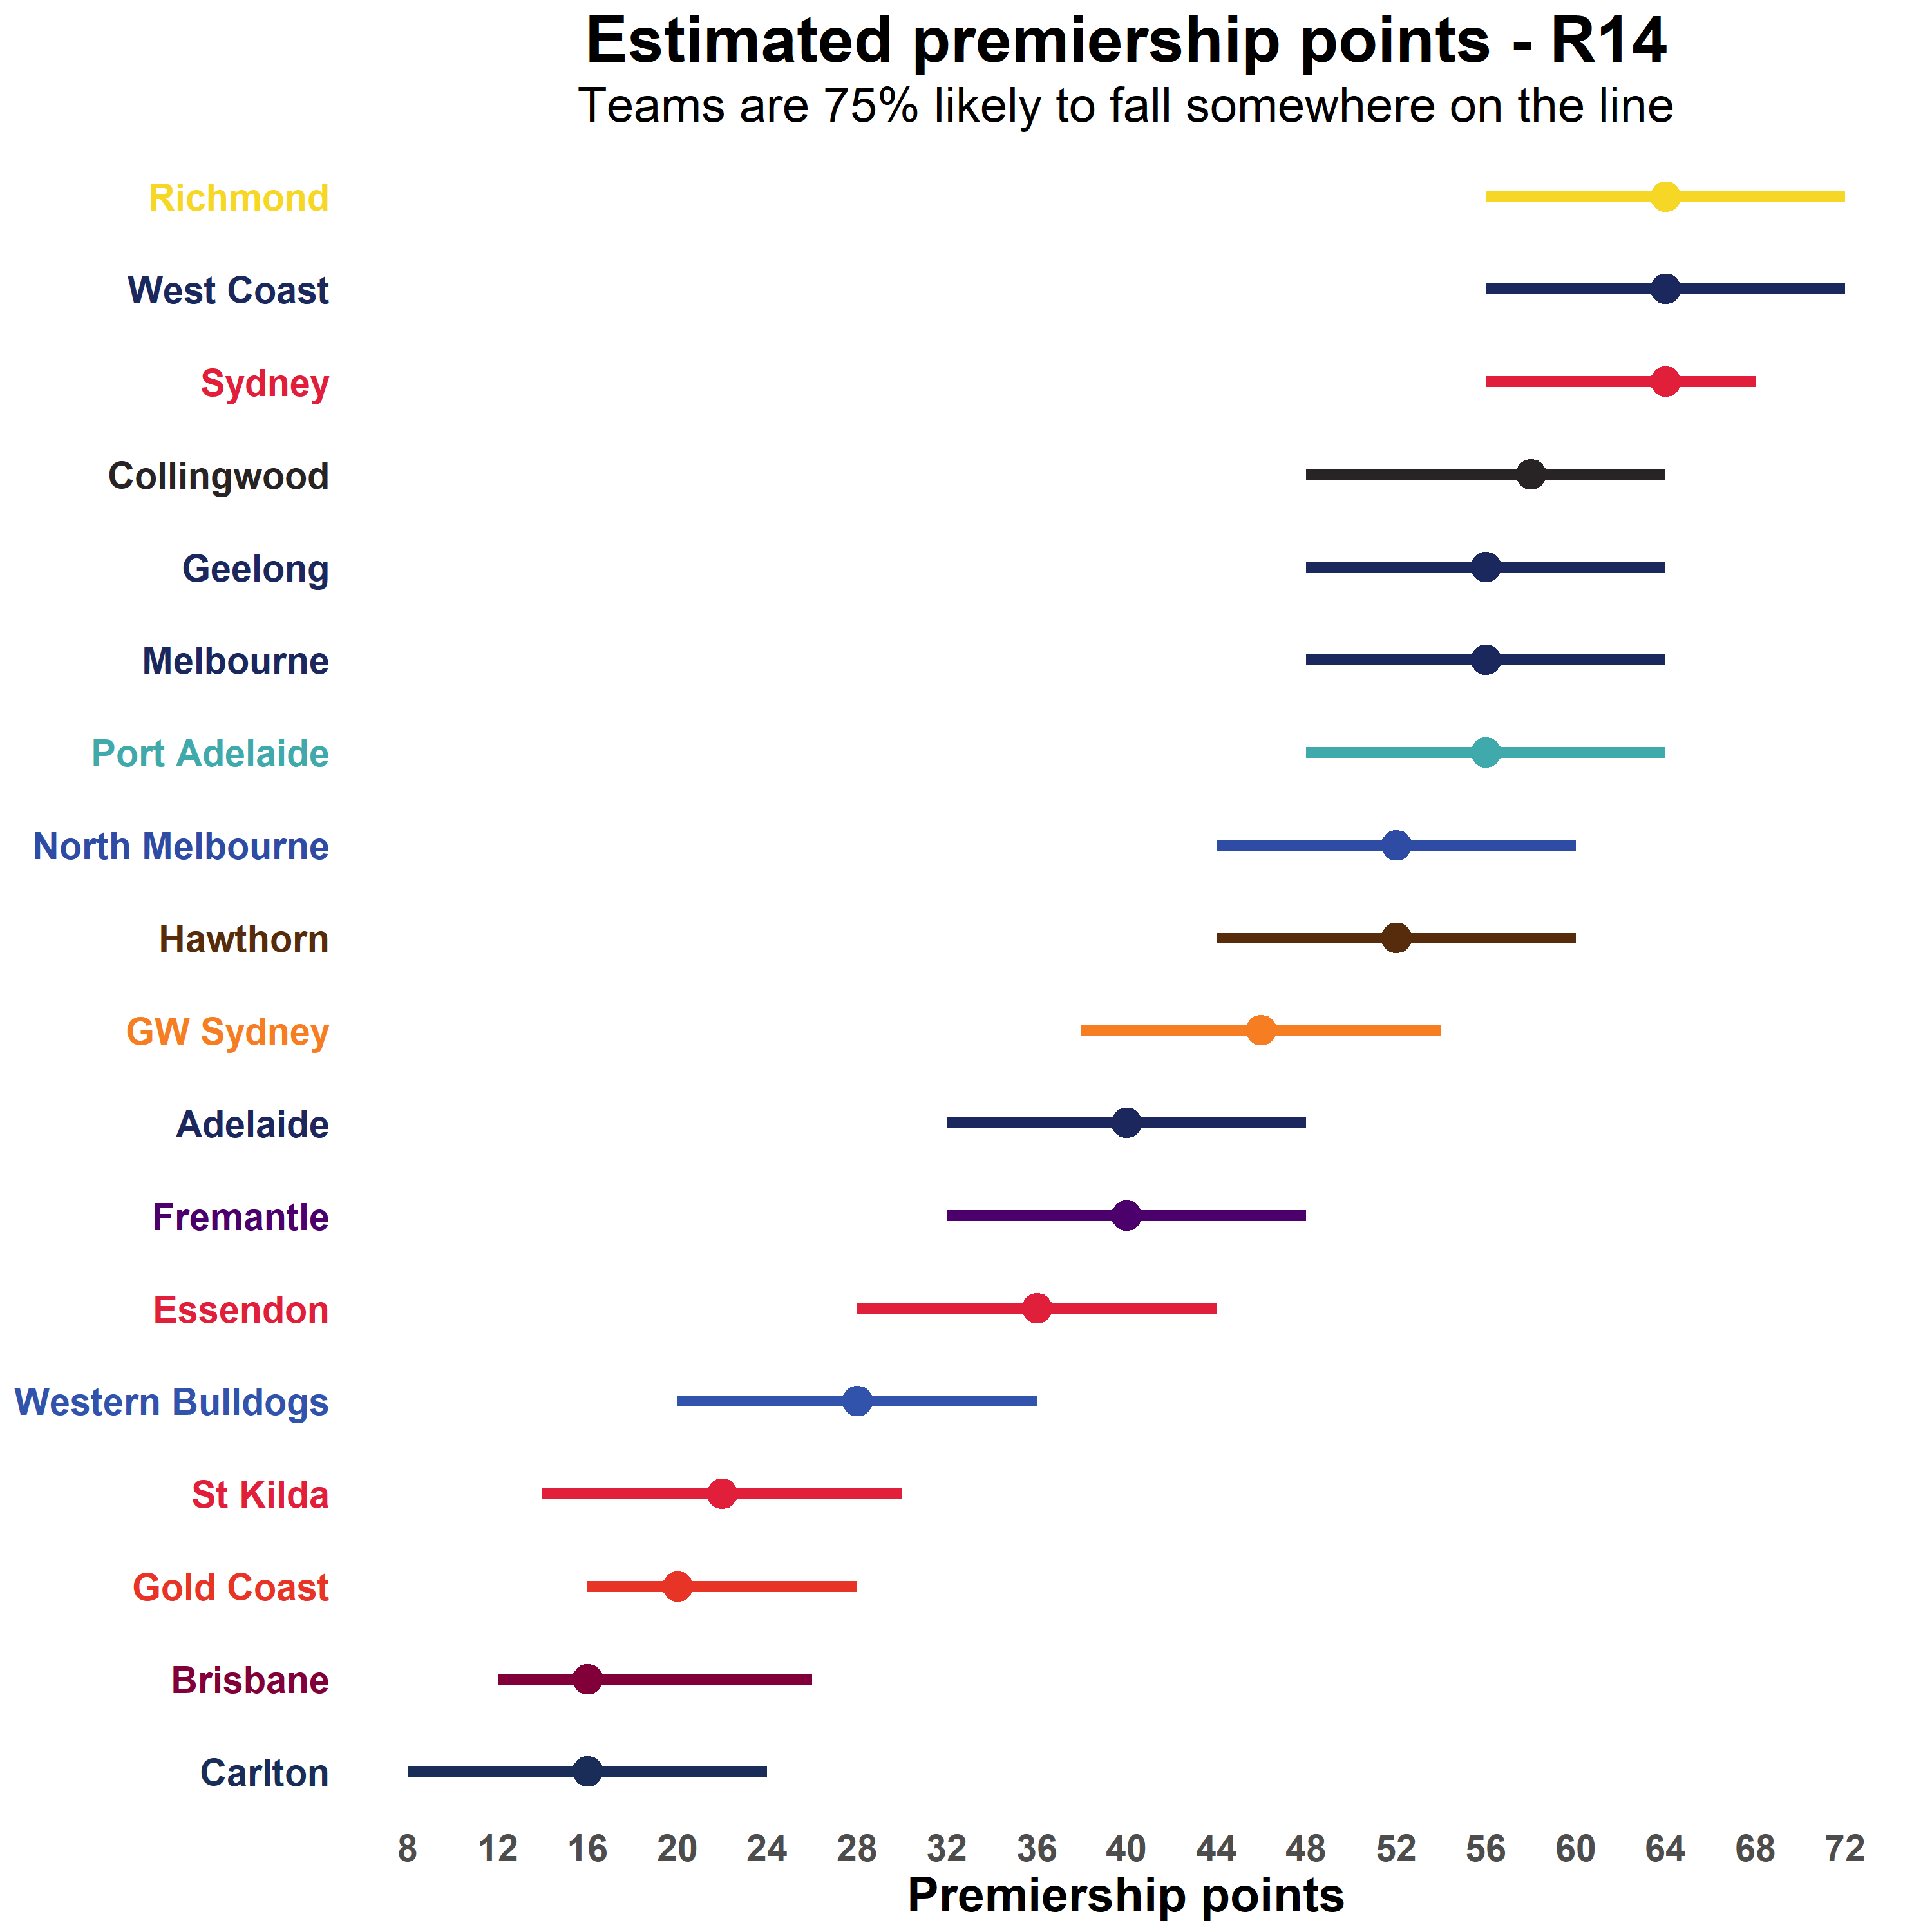 Estimated premiership points - R14
Teams are 75% likely to fall somewhere on the line
Richmond
West Coast
Sydney
Collingwood
Geelong
Melbourne
Port Adelaide
North Melbourne
Hawthorn
GW Sydney
Adelaide
Fremantle
Essendon
Western Bulldogs
St Kilda
Gold Coast
Brisbane
Carlton
8 12 16 20 24 28 32 36 40 44 48 52 56 60 64 68 72
Premiership points